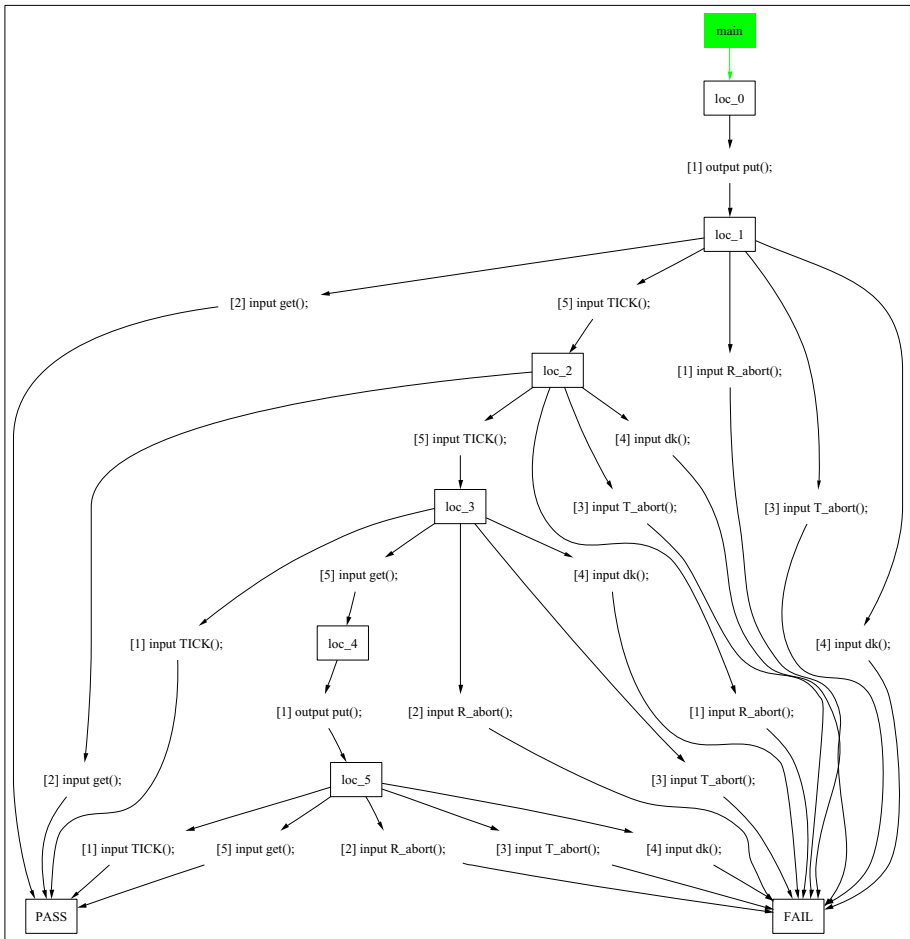 main
loc_0
[1] output put();
loc_1
[2] input get();
[5] input TICK();
[1] input R_abort();
loc_2
[5] input TICK();
[4] input dk();
loc_3
[3] input T_abort();
[3] input T_abort();
[5] input get();
[4] input dk();
[1] input TICK();
loc_4
[4] input dk();
[1] output put();
[2] input R_abort();
[1] input R_abort();
[2] input get();
loc_5
[3] input T_abort();
[1] input TICK();
[5] input get();
[2] input R_abort();
[3] input T_abort();
[4] input dk();
PASS
FAIL